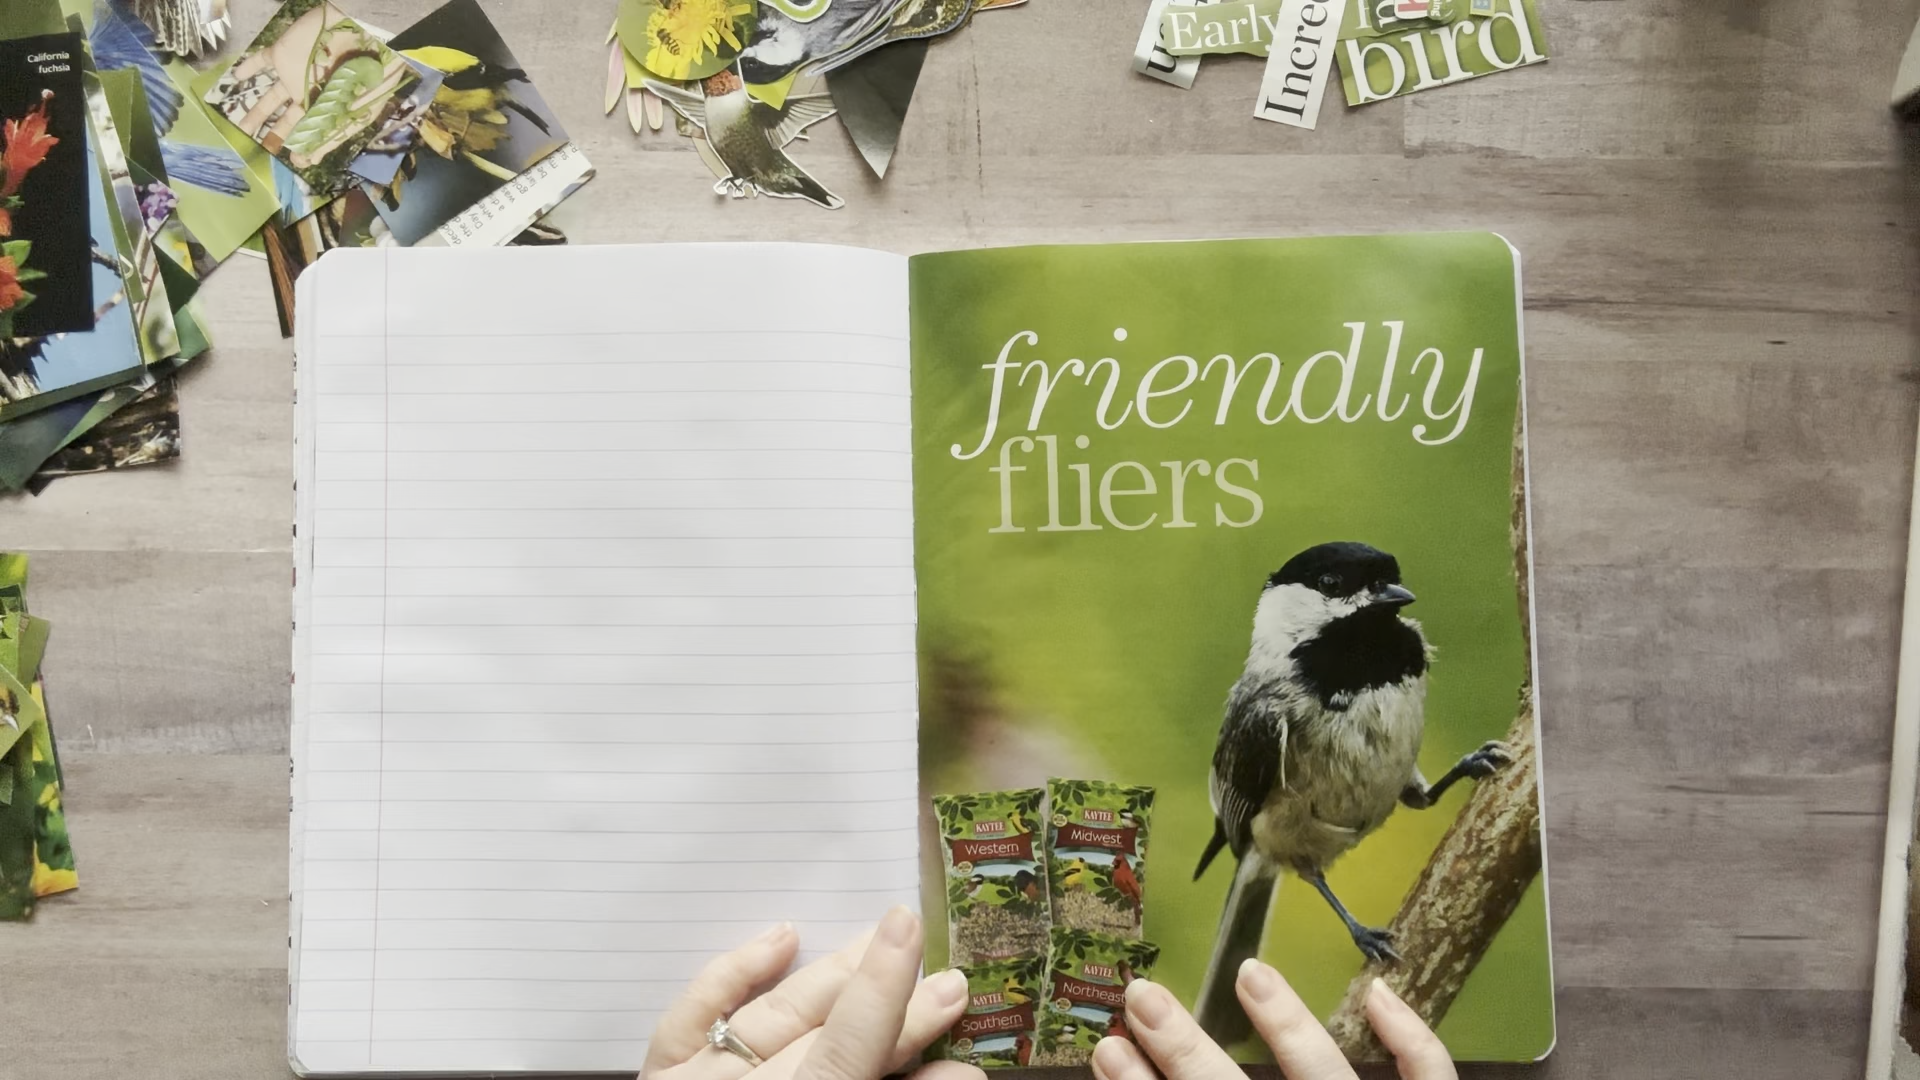 California
fuchsia
Early
Incre
bird
friendly
fliers
KAYTEE
Western
KAYTEE
Midwest
KAYTEE
Southern
KAYTEE
Northeast